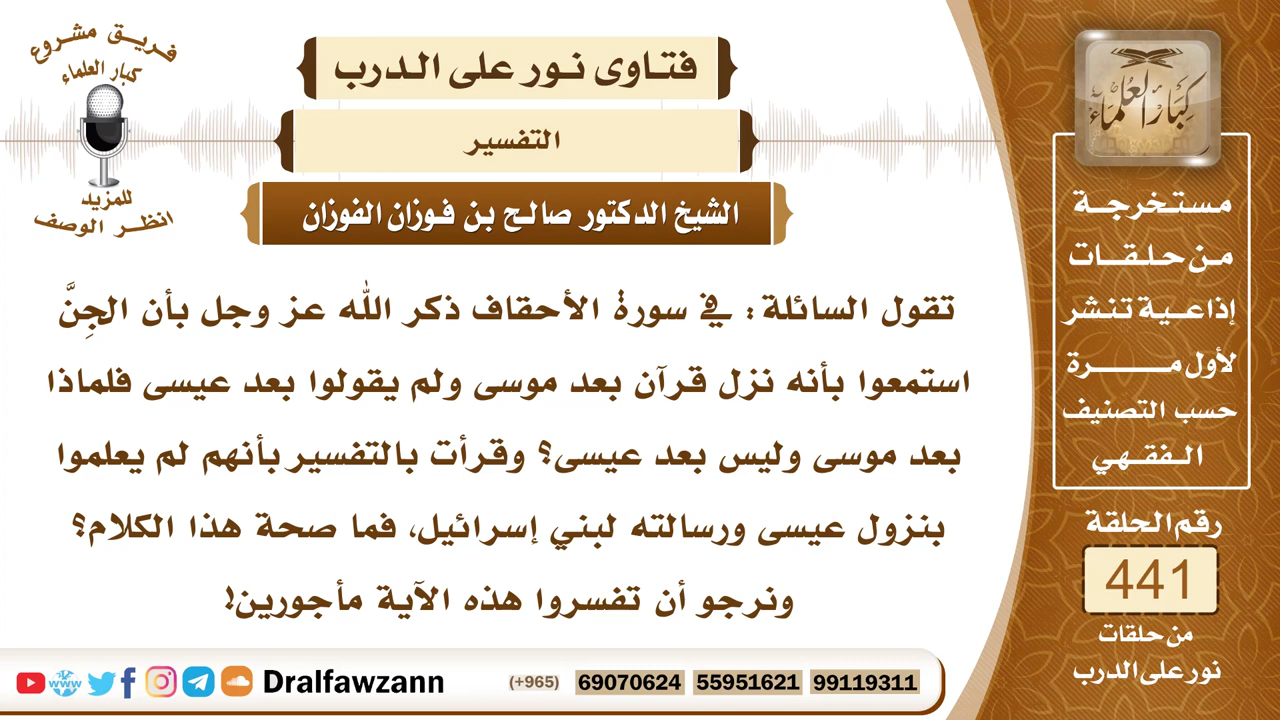 فريق مشروع
كبار العلماء
للمزيد
انظر الوصف
فتاوى نور على الدرب
التفسير
الشيخ الدكتور صالح بن فوزان الفوزان
تقول السائلة: في سورة الأحقاف ذكر الله عز وجل بأن الجِنَّ
استمعوا بأنه نزل قرآن بعد موسى ولم يقولوا بعد عيسى فلماذا
بعد موسى وليس بعد عيسى؟ وقرأت بالتفسير بأنهم لم يعلموا
بنزول عيسى ورسالته لبني إسرائيل، فما صحة هذا الكلام؟
ونرجو أن تفسروا هذه الآية مأجورين!
كبار العلماء
مستخرجة
من حلقات
إذاعية تنشر
لأول مرة
حسب التصنيف
الفقهي
رقم الحلقة
441
من حلقات
نور على الدرب
www Dralfawzann (+965) 69070624 55951621 99119311